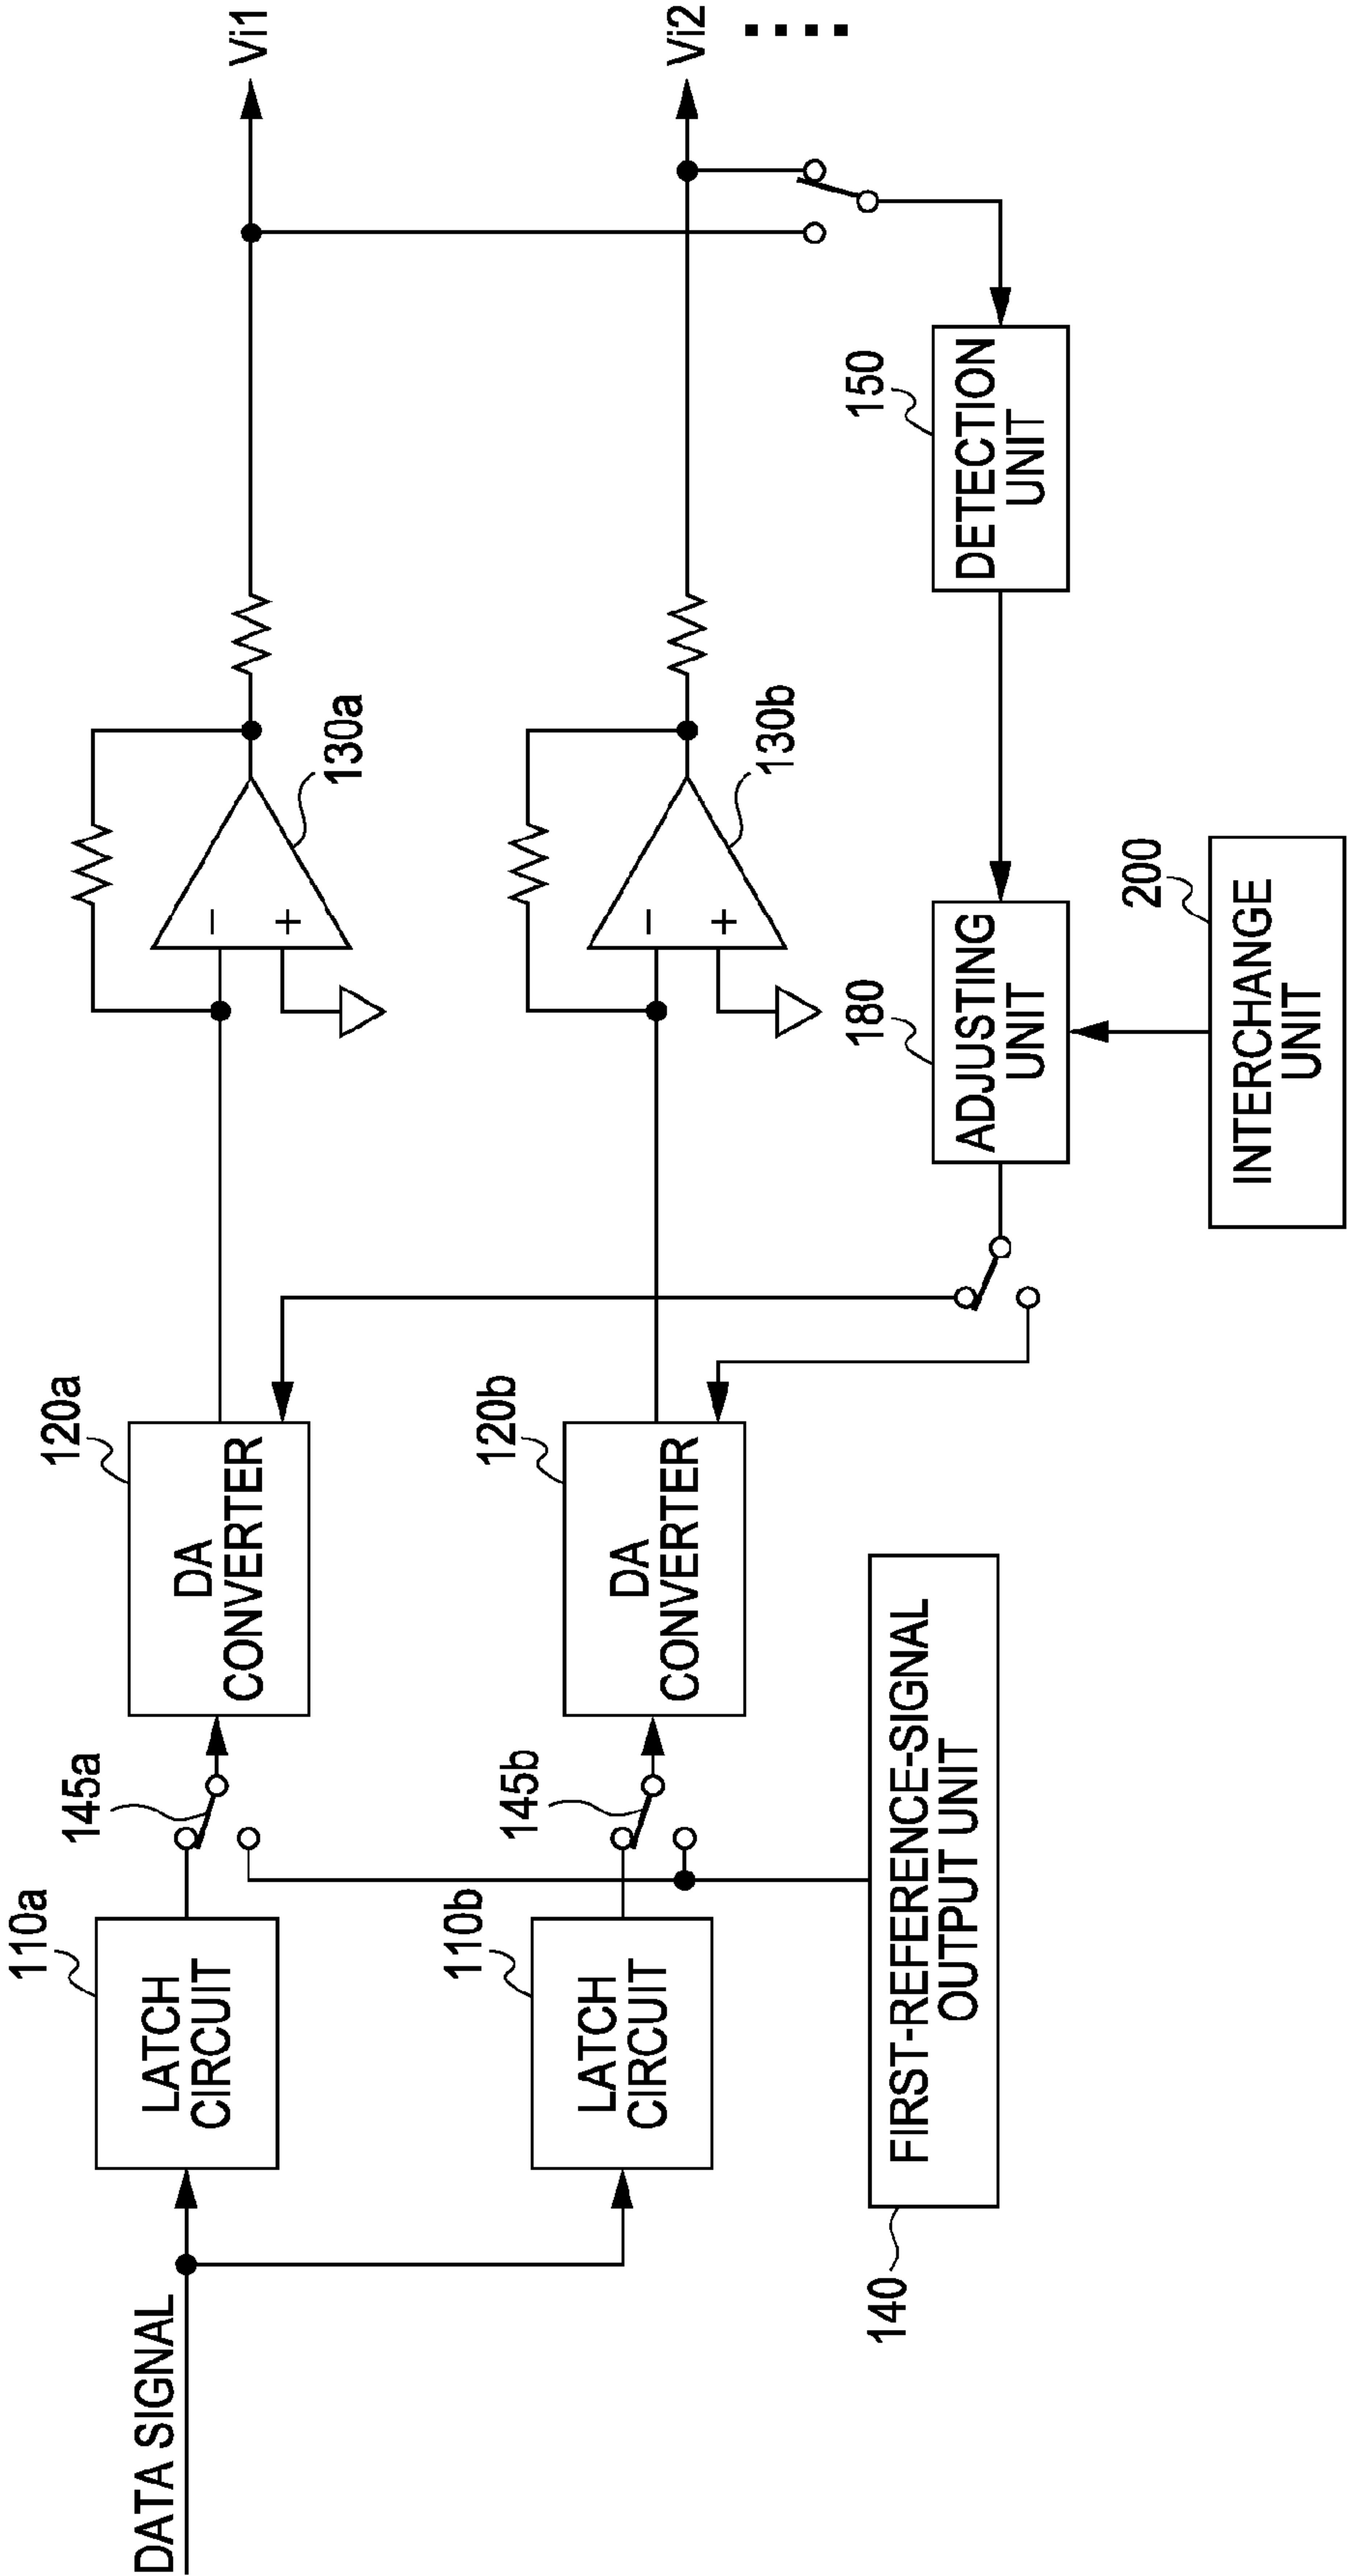 DATA SIGNAL
110a
LATCH
CIRCUIT
145a
120a
DA
CONVERTER
−
+
130a
Vi1
110b
LATCH
CIRCUIT
145b
120b
DA
CONVERTER
−
+
130b
Vi2
140
FIRST-REFERENCE-SIGNAL
OUTPUT UNIT
180
ADJUSTING
UNIT
150
DETECTION
UNIT
200
INTERCHANGE
UNIT